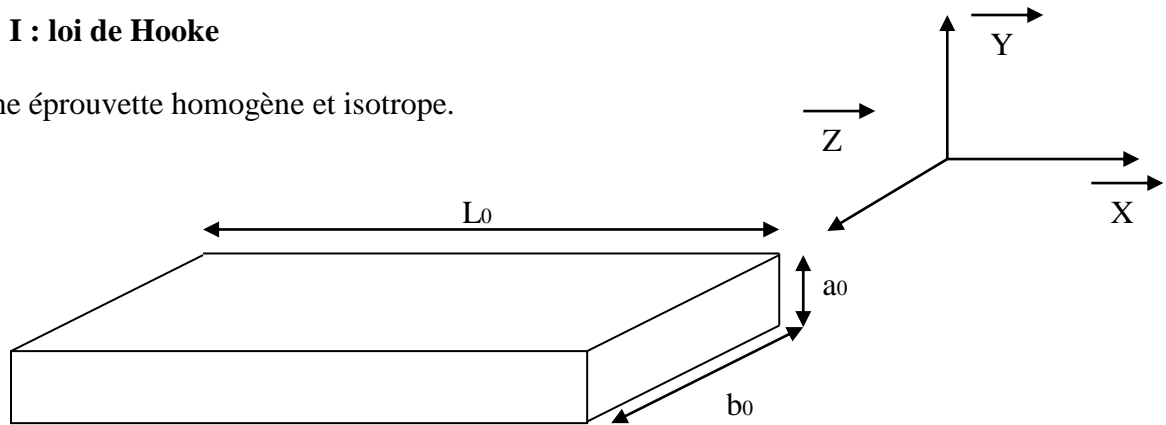 I : loi de Hooke
Y
ne éprouvette homogène et isotrope.
Z
X
L0
a0
b0